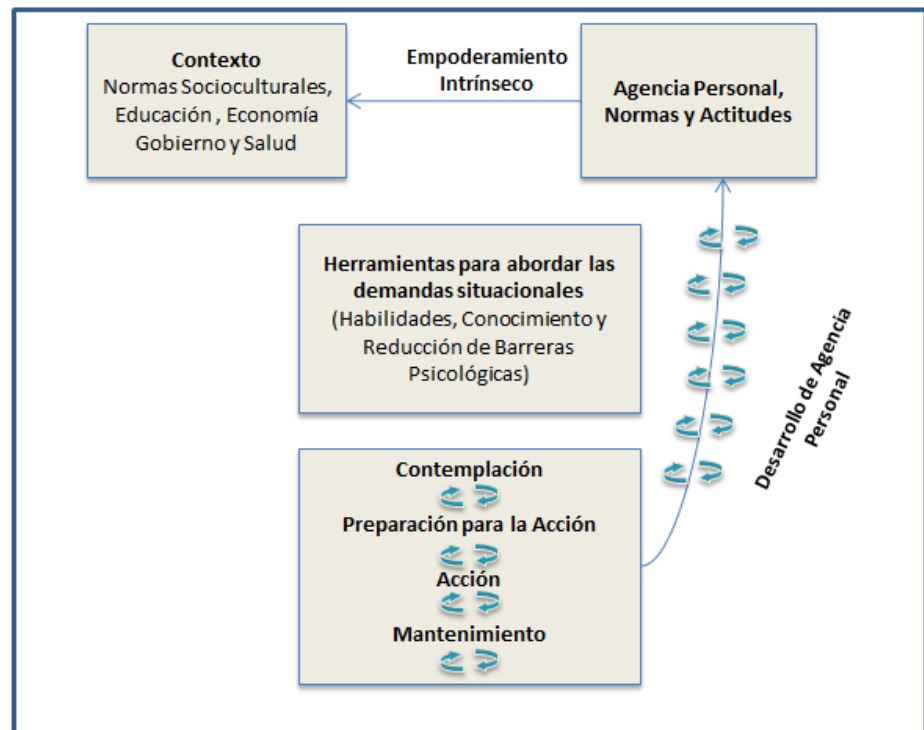 Contexto
Normas Socioculturales,
Educación , Economía
Gobierno y Salud
Empoderamiento
Intrínseco
Agencia Personal,
Normas y Actitudes
Herramientas para abordar las
demandas situacionales
(Habilidades, Conocimiento y
Reducción de Barreras
Psicológicas)
Desarrollo de Agencia
Personal
Contemplación
Preparación para la Acción
Acción
Mantenimiento